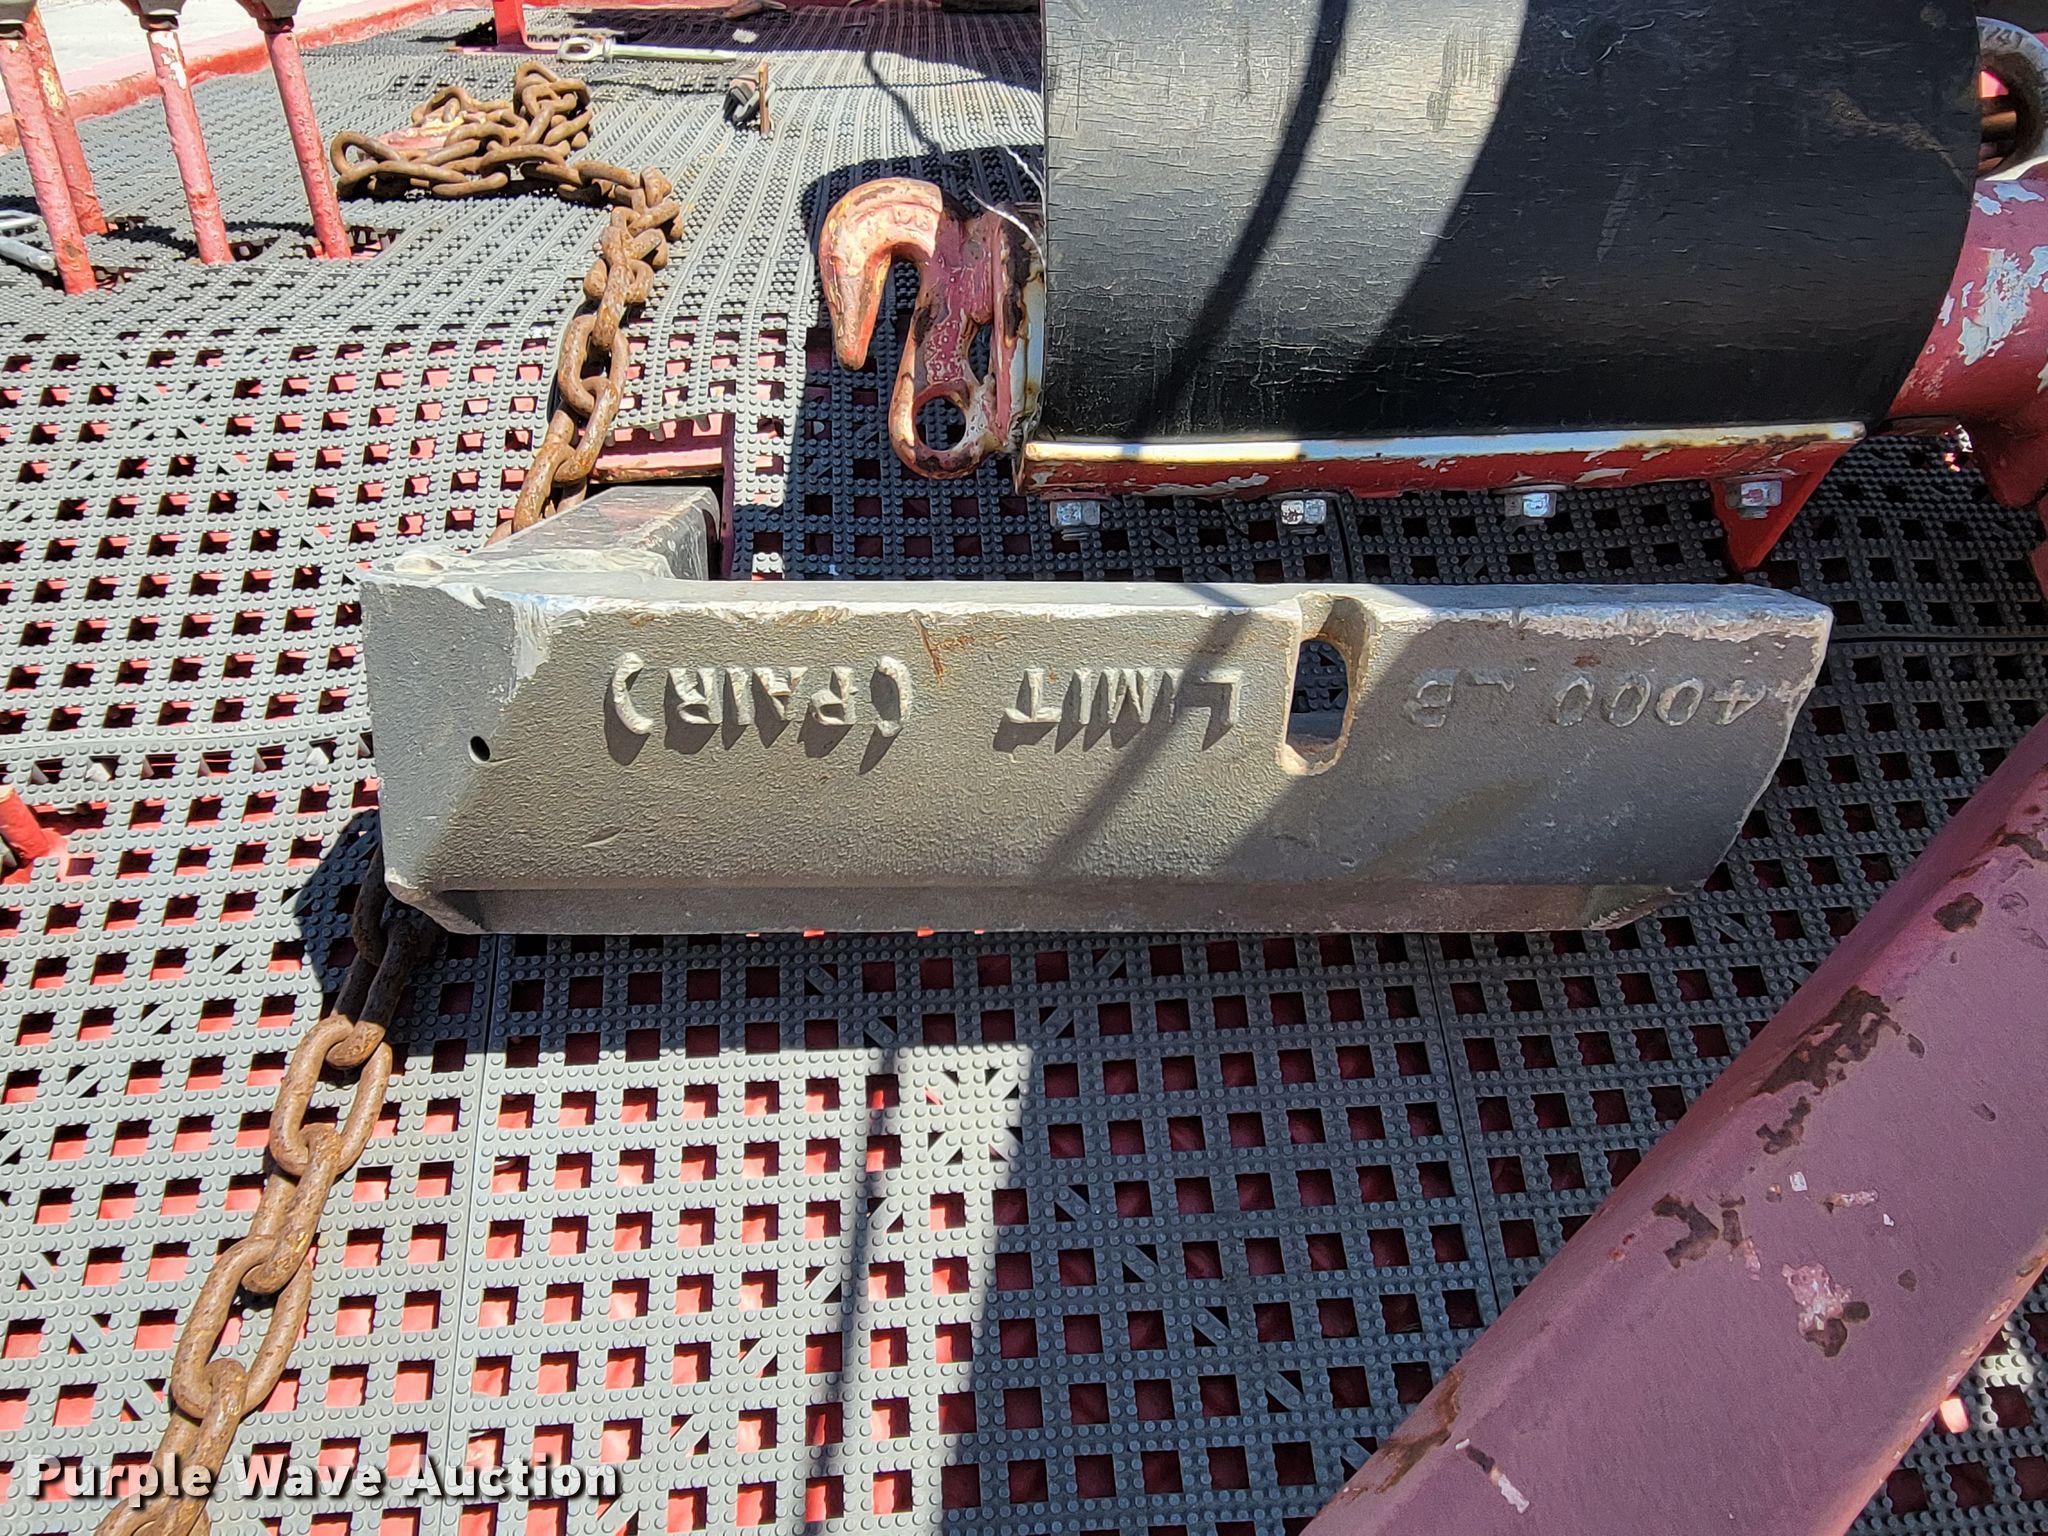 4000 LB LIMIT (PAIR)
Purple Wave Auction